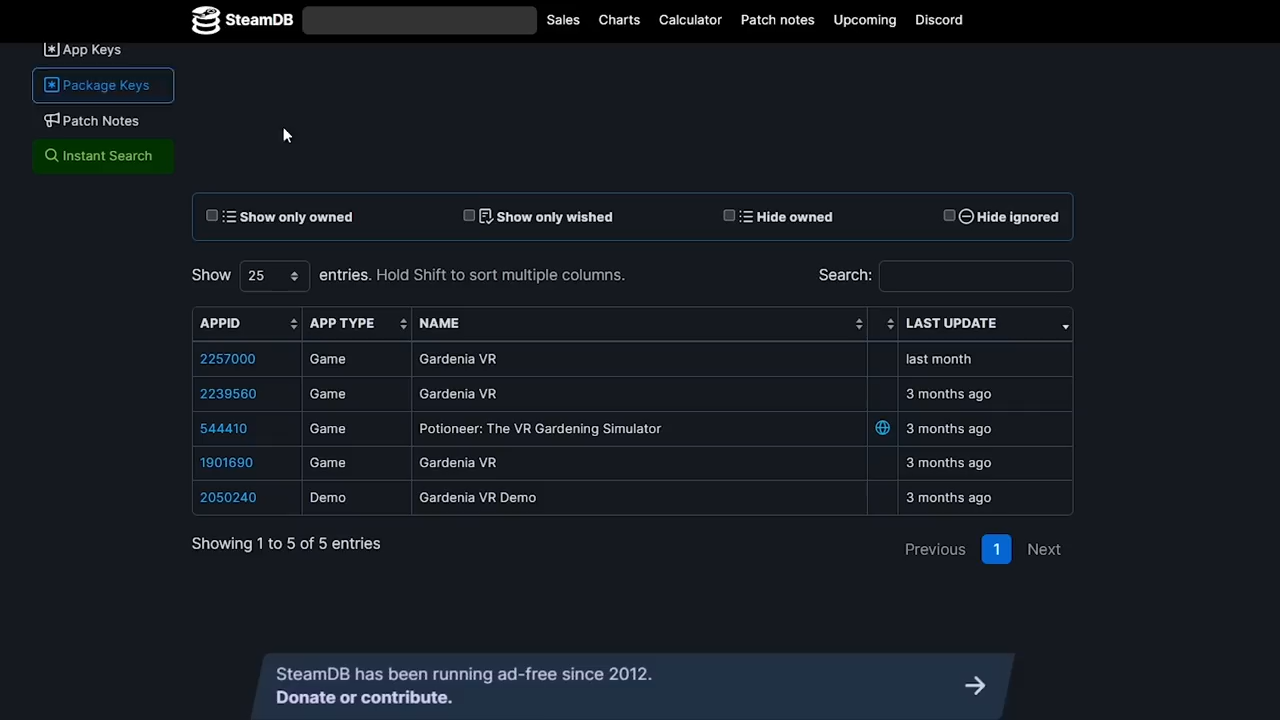 SteamDB Sales Charts Calculator Patch notes Upcoming Discord
App Keys
Package Keys
Patch Notes
Instant Search
Show only owned Show only wished Hide owned Hide ignored
Show 25 entries. Hold Shift to sort multiple columns. Search:
APPID APP TYPE NAME LAST UPDATE
2257000 Game Gardenia VR last month
2239560 Game Gardenia VR 3 months ago
544410 Game Potioneer: The VR Gardening Simulator 3 months ago
1901690 Game Gardenia VR 3 months ago
2050240 Demo Gardenia VR Demo 3 months ago
Showing 1 to 5 of 5 entries
Previous 1 Next
SteamDB has been running ad-free since 2012.
Donate or contribute.